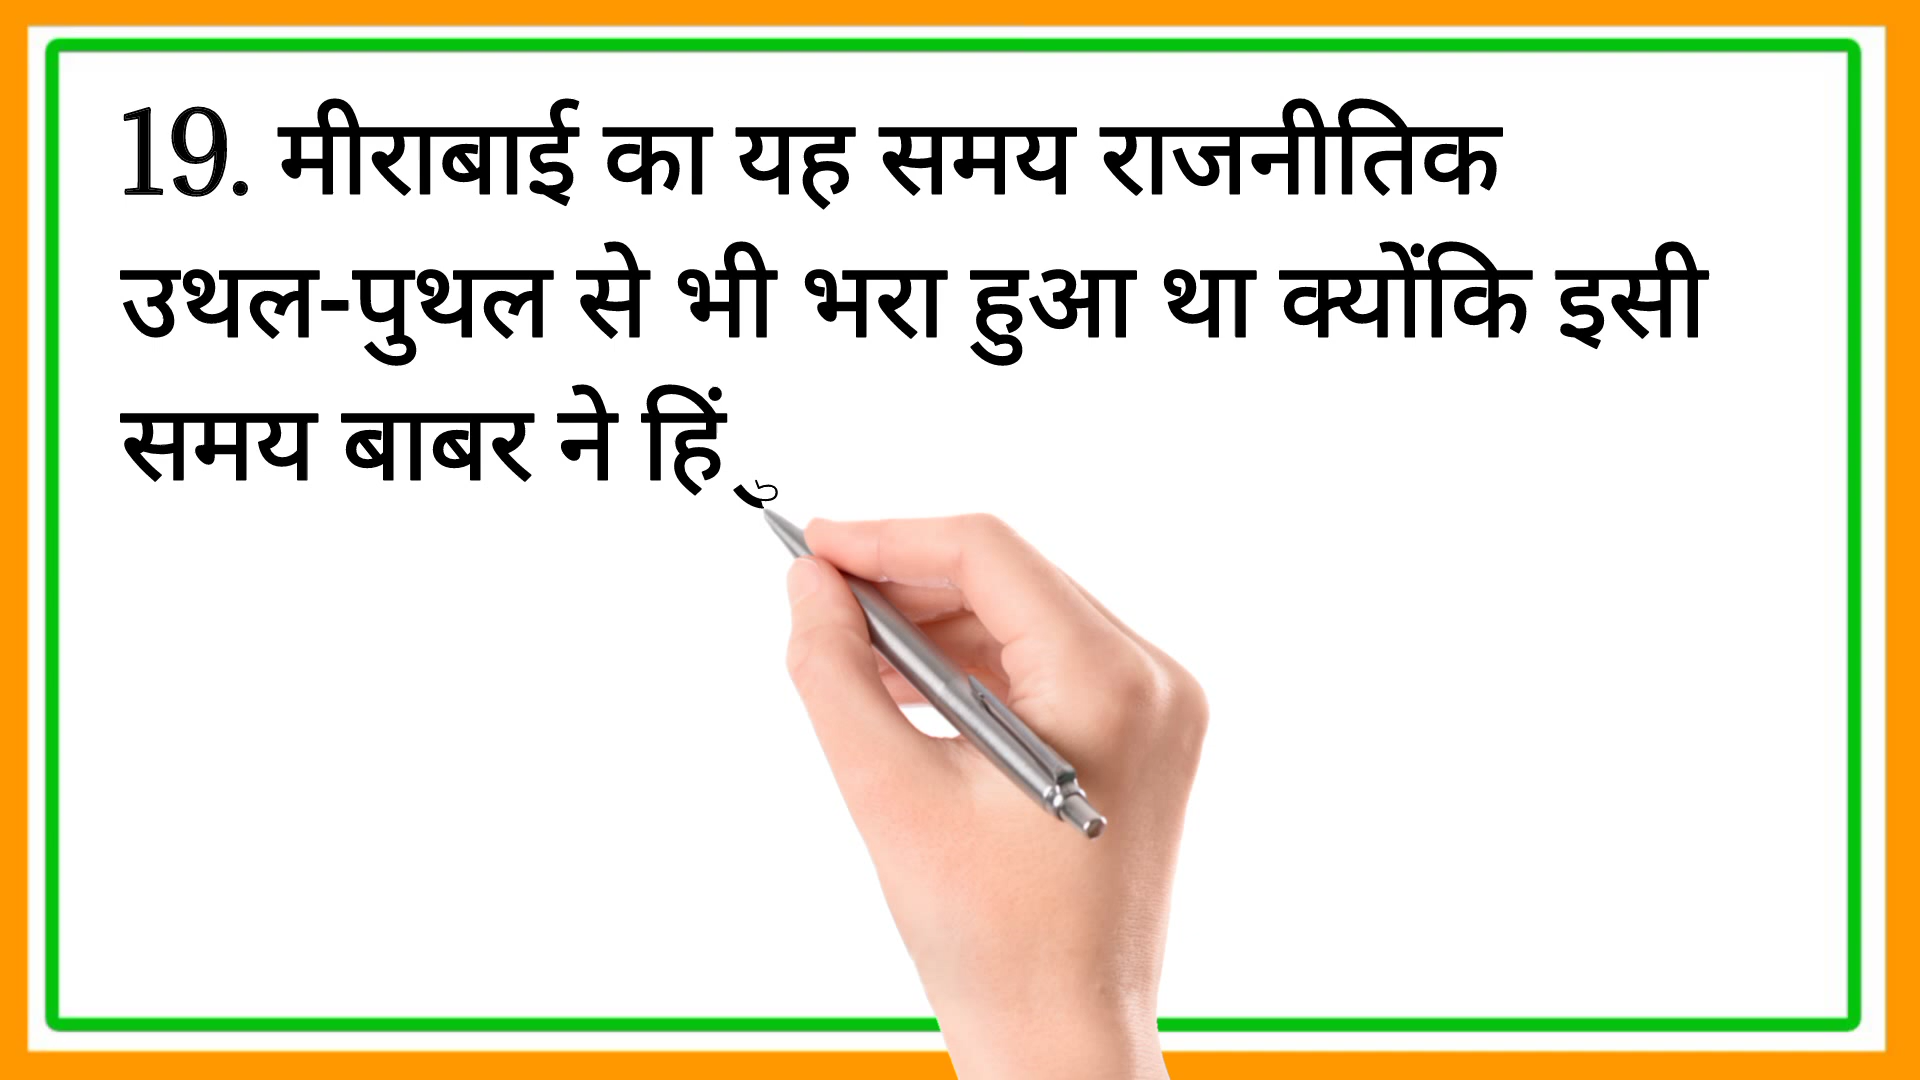 19. मीराबाई का यह समय राजनीतिक
उथल-पुथल से भी भरा हुआ था क्योंकि इसी
समय बाबर ने हिं